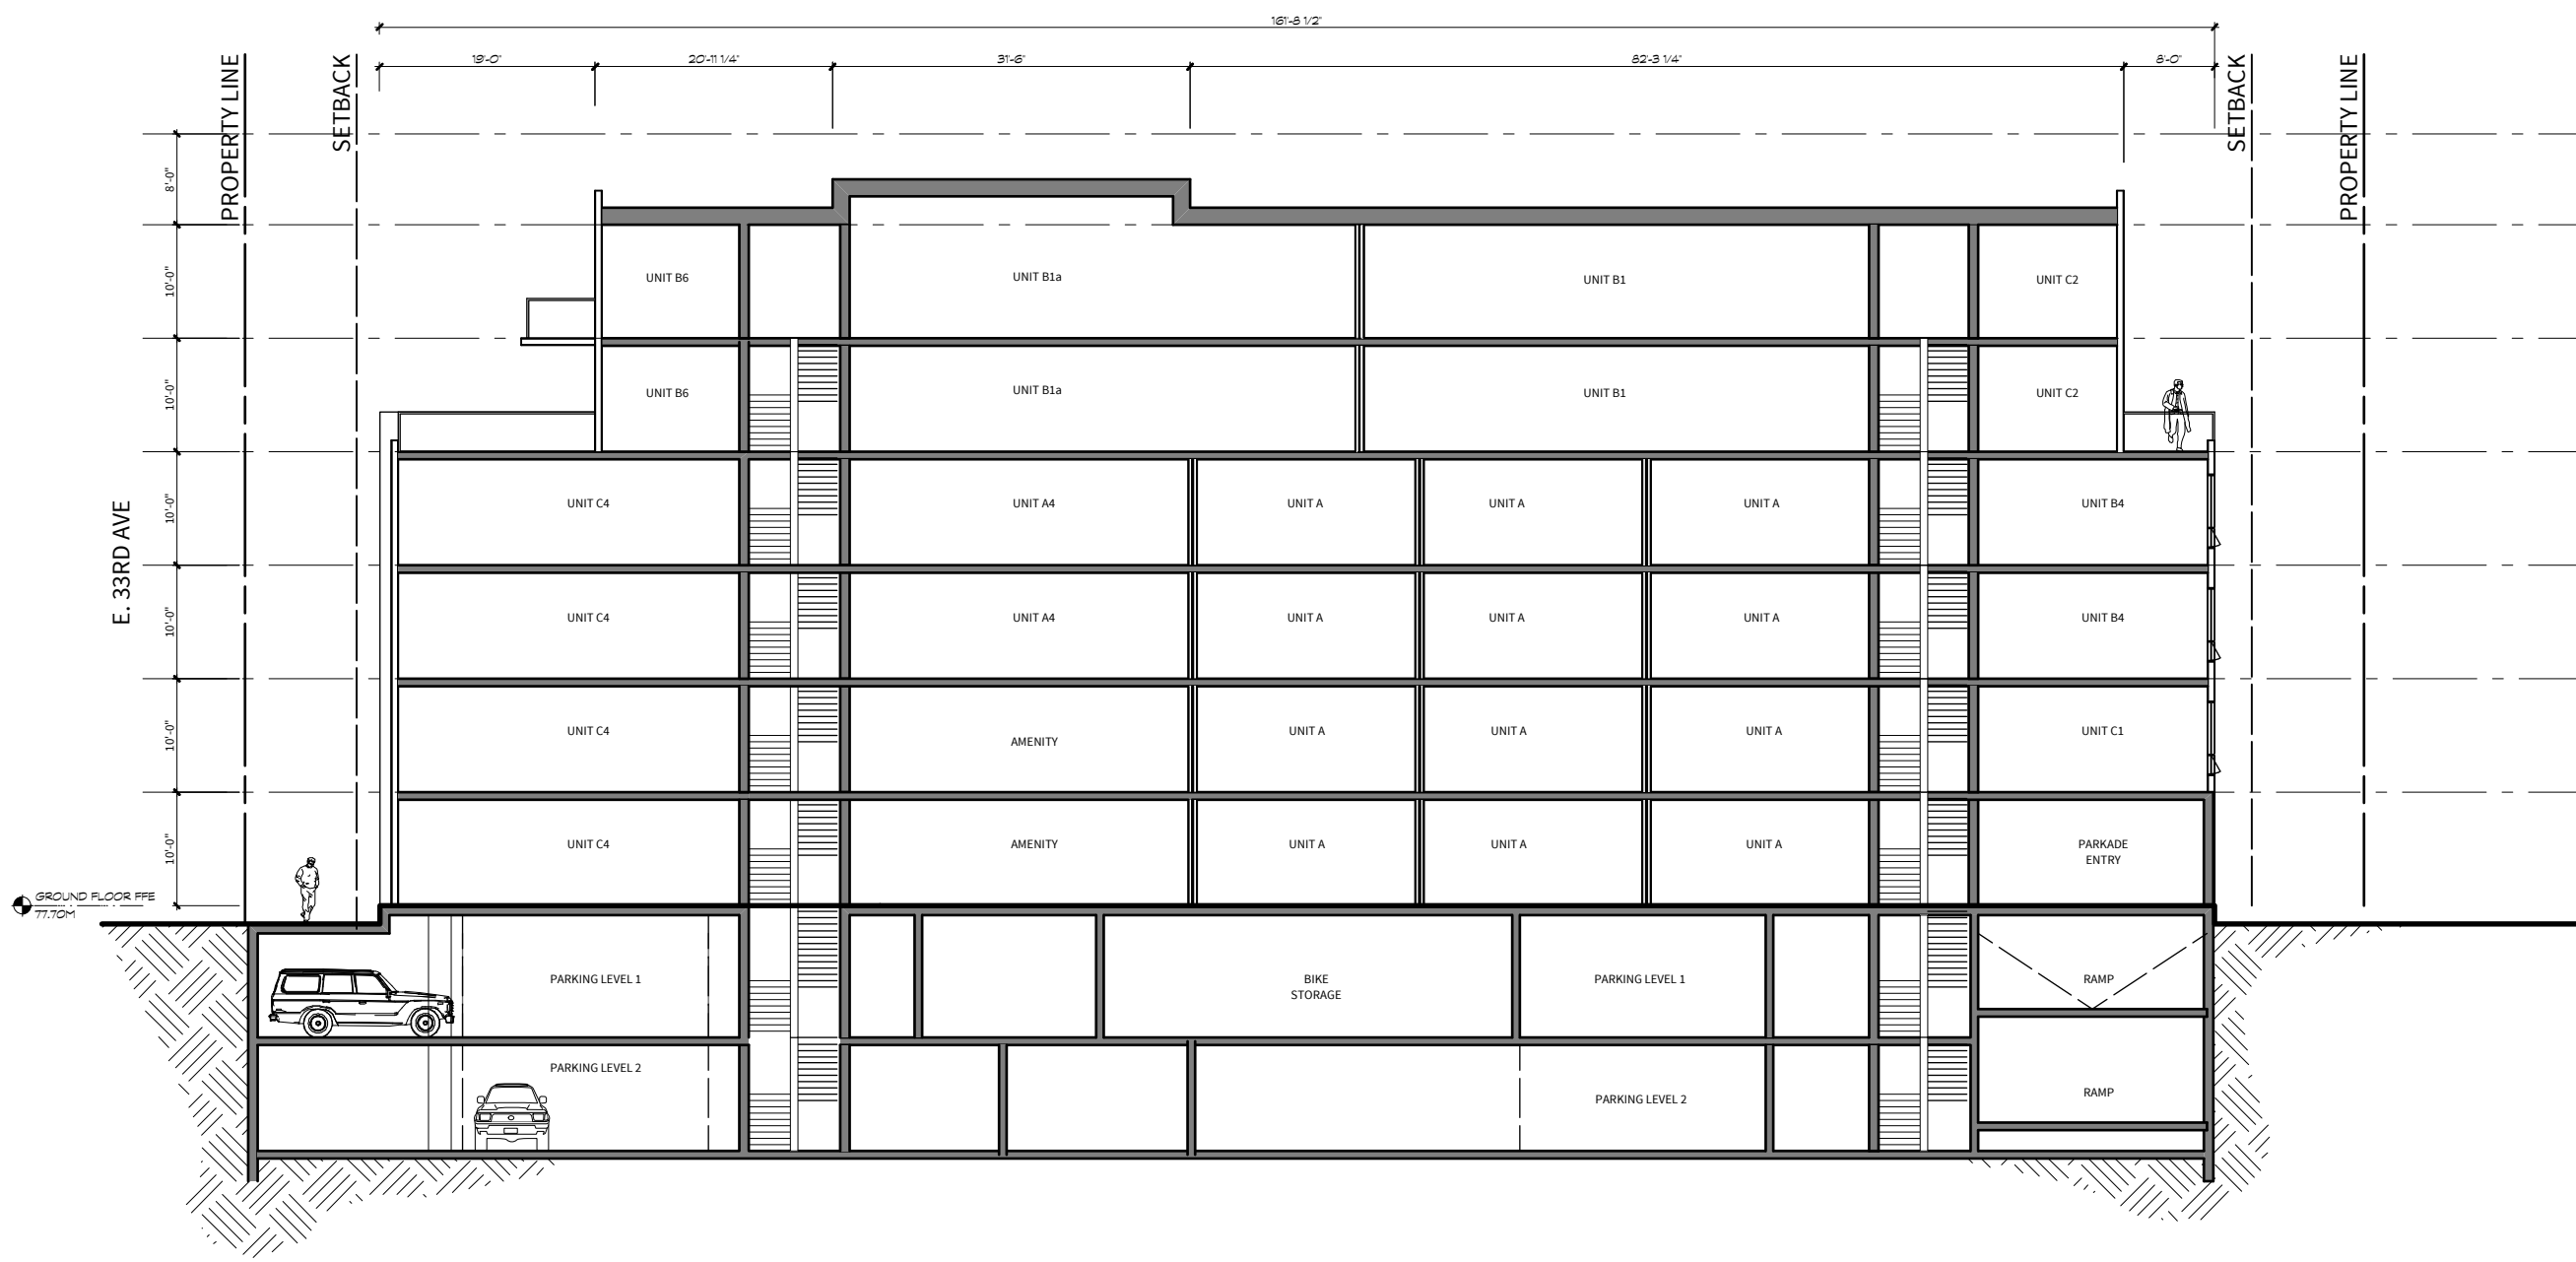 161'-8 1/2"
19'-0"
20'-11 1/4"
31'-6"
82'-3 1/4"
8'-0"
PROPERTY LINE
SETBACK
SETBACK
PROPERTY LINE
8'-0"
10'-0"
UNIT B6
UNIT B1a
UNIT B1
UNIT C2
10'-0"
UNIT B6
UNIT B1a
UNIT B1
UNIT C2
10'-0"
UNIT C4
UNIT A4
UNIT A
UNIT A
UNIT A
UNIT B4
E. 33RD AVE
10'-0"
UNIT C4
UNIT A4
UNIT A
UNIT A
UNIT A
UNIT B4
10'-0"
UNIT C4
AMENITY
UNIT A
UNIT A
UNIT A
UNIT C1
10'-0"
UNIT C4
AMENITY
UNIT A
UNIT A
UNIT A
PARKADE
ENTRY
GROUND FLOOR FFE
77.70M
PARKING LEVEL 1
BIKE
STORAGE
PARKING LEVEL 1
RAMP
PARKING LEVEL 2
PARKING LEVEL 2
RAMP